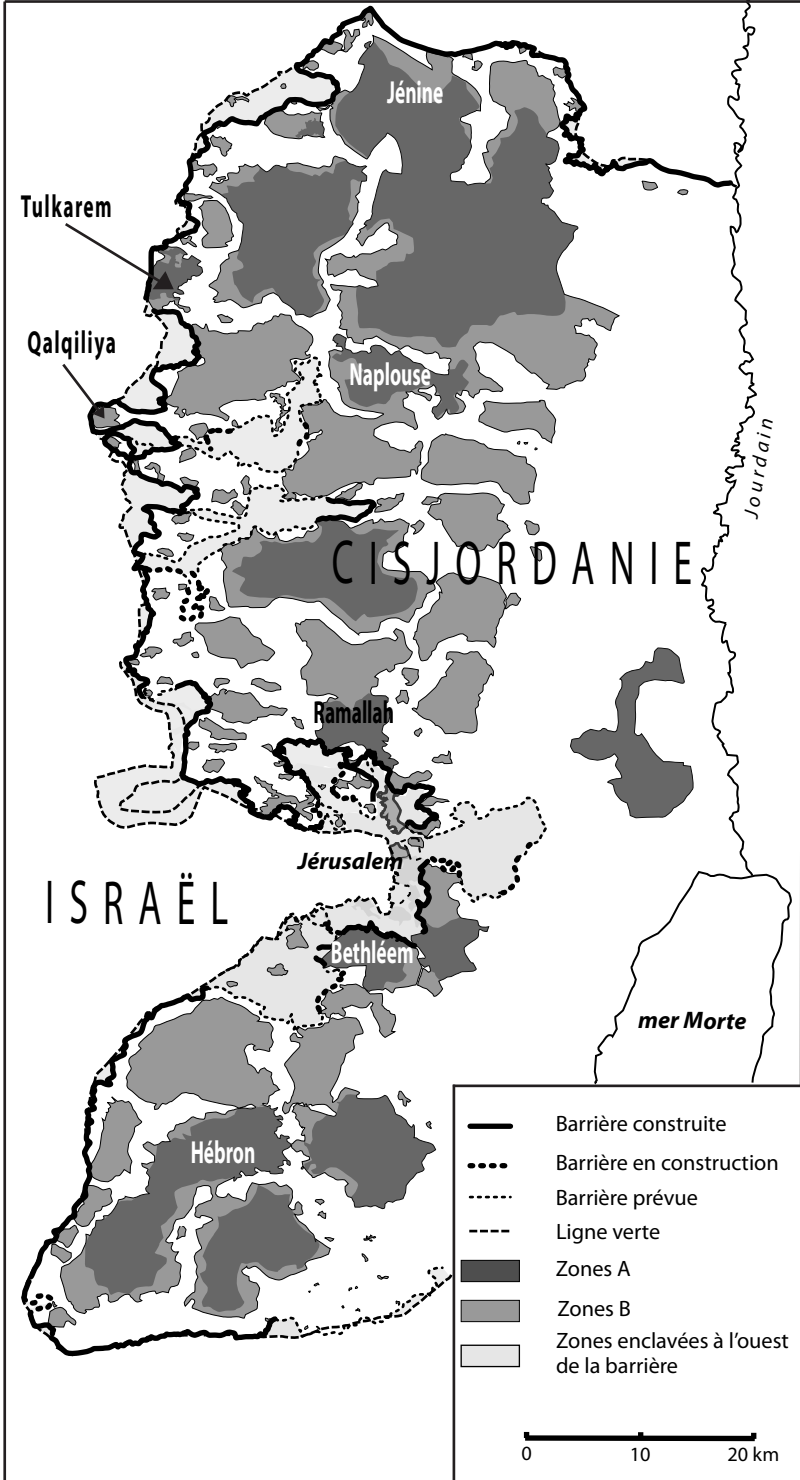 Jénine
Tulkarem
Qalqiliya
Naplouse
Jourdain
CISJORDANIE
Ramallah
Jérusalem
ISRAËL
Bethléem
mer Morte
Hébron
Barrière construite
Barrière en construction
Barrière prévue
Ligne verte
Zones A
Zones B
Zones enclavées à l'ouest
de la barrière
0 10 20 km